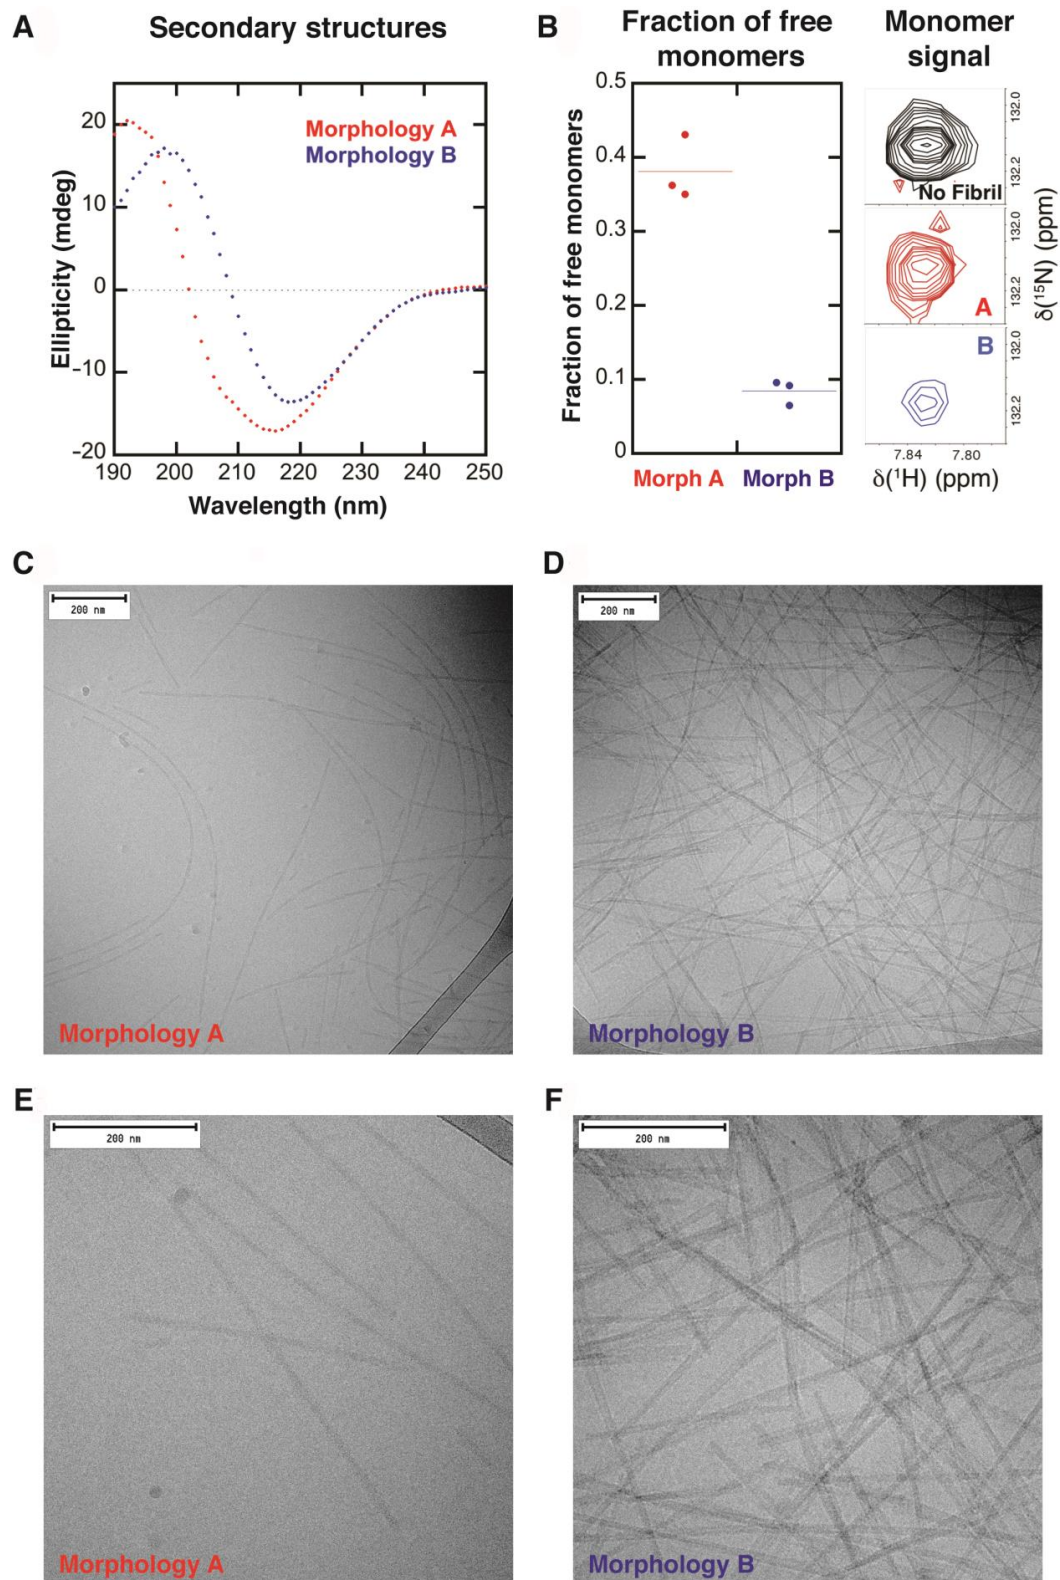 A
Secondary structures
Ellipticity (mdeg)
20
10
0
-10
-20
190 200 210 220 230 240 250
Wavelength (nm)
Morphology A
Morphology B
B
Fraction of free
monomers
Fraction of free monomers
0.5
0.4
0.3
0.2
0.1
0
Morph A
Morph B
Monomer
signal
No Fibril
132.0
132.2
A
132.0
132.2
B
132.0
132.2
7.84
7.80
δ(¹H) (ppm)
δ(¹⁵N) (ppm)
C
200 nm
Morphology A
D
200 nm
Morphology B
E
200 nm
Morphology A
F
200 nm
Morphology B